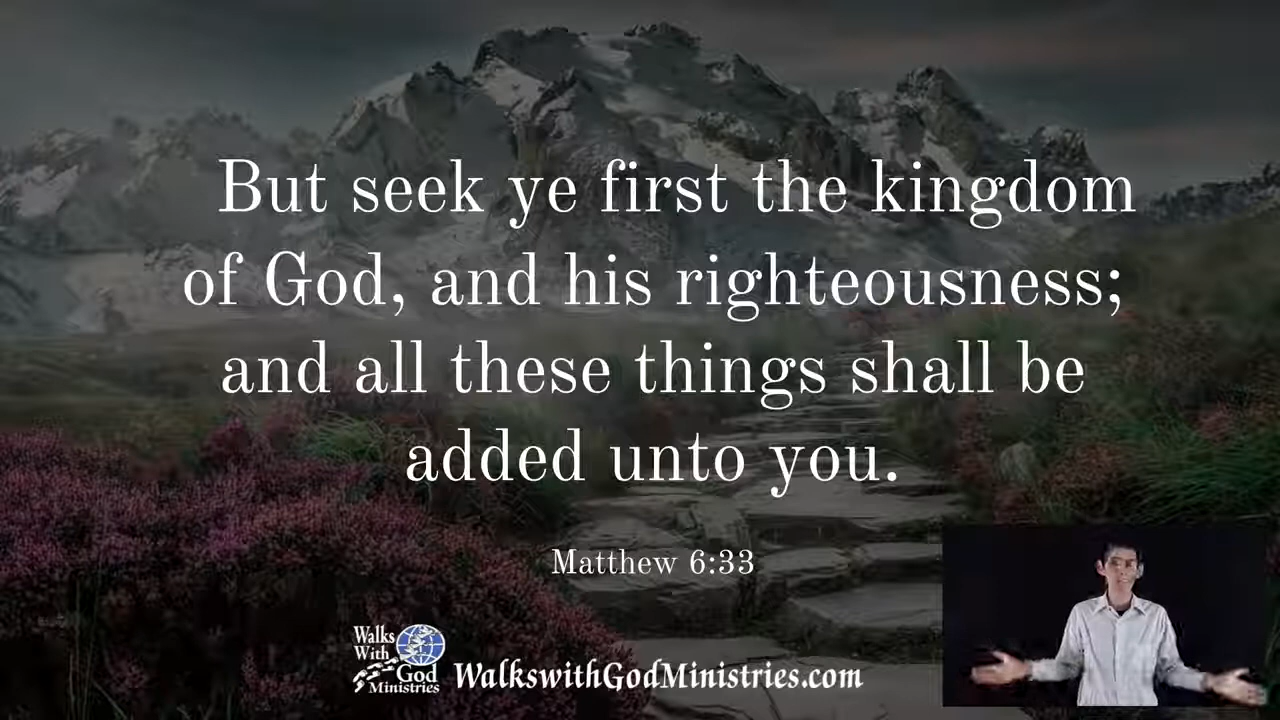 But seek ye first the kingdom
of God, and his righteousness;
and all these things shall be
added unto you.
Matthew 6:33
Walks
With
God
Ministries
WalkswithGodMinistries.com